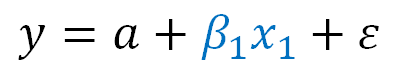 y = a + β₁x₁ + ε